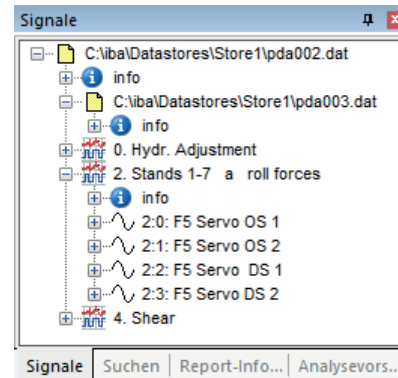 Signale
C:\iba\Datastores\Store1\pda002.dat
info
C:\iba\Datastores\Store1\pda003.dat
info
0. Hydr. Adjustment
2. Stands 1-7 a roll forces
info
2:0: F5 Servo OS 1
2:1: F5 Servo OS 2
2:2: F5 Servo DS 1
2:3: F5 Servo DS 2
4. Shear
Signale Suchen Report-Info... Analysevors...